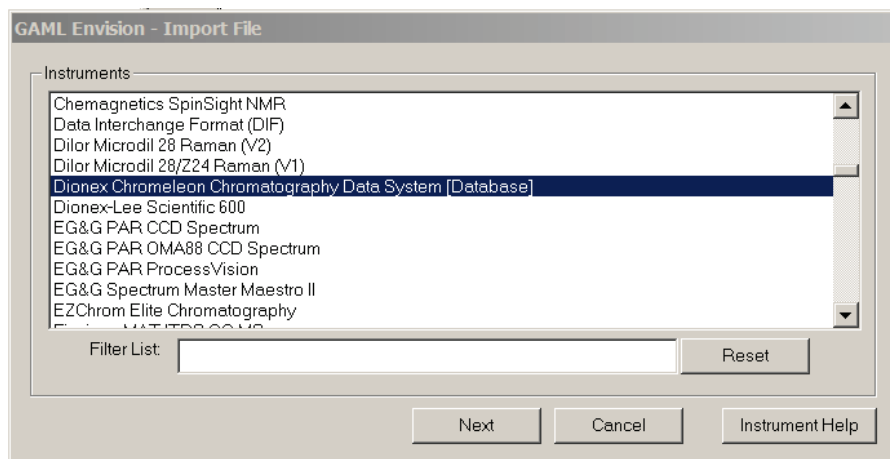 GAML Envision - Import File
Instruments
Chemagnetics SpinSight NMR
Data Interchange Format (DIF)
Dilor Microdil 28 Raman (V2)
Dilor Microdil 28/Z24 Raman (V1)
Dionex Chromeleon Chromatography Data System [Database]
Dionex-Lee Scientific 600
EG&G PAR CCD Spectrum
EG&G PAR OMA88 CCD Spectrum
EG&G PAR ProcessVision
EG&G Spectrum Master Maestro II
EZChrom Elite Chromatography
Filter List:
Reset
Next
Cancel
Instrument Help